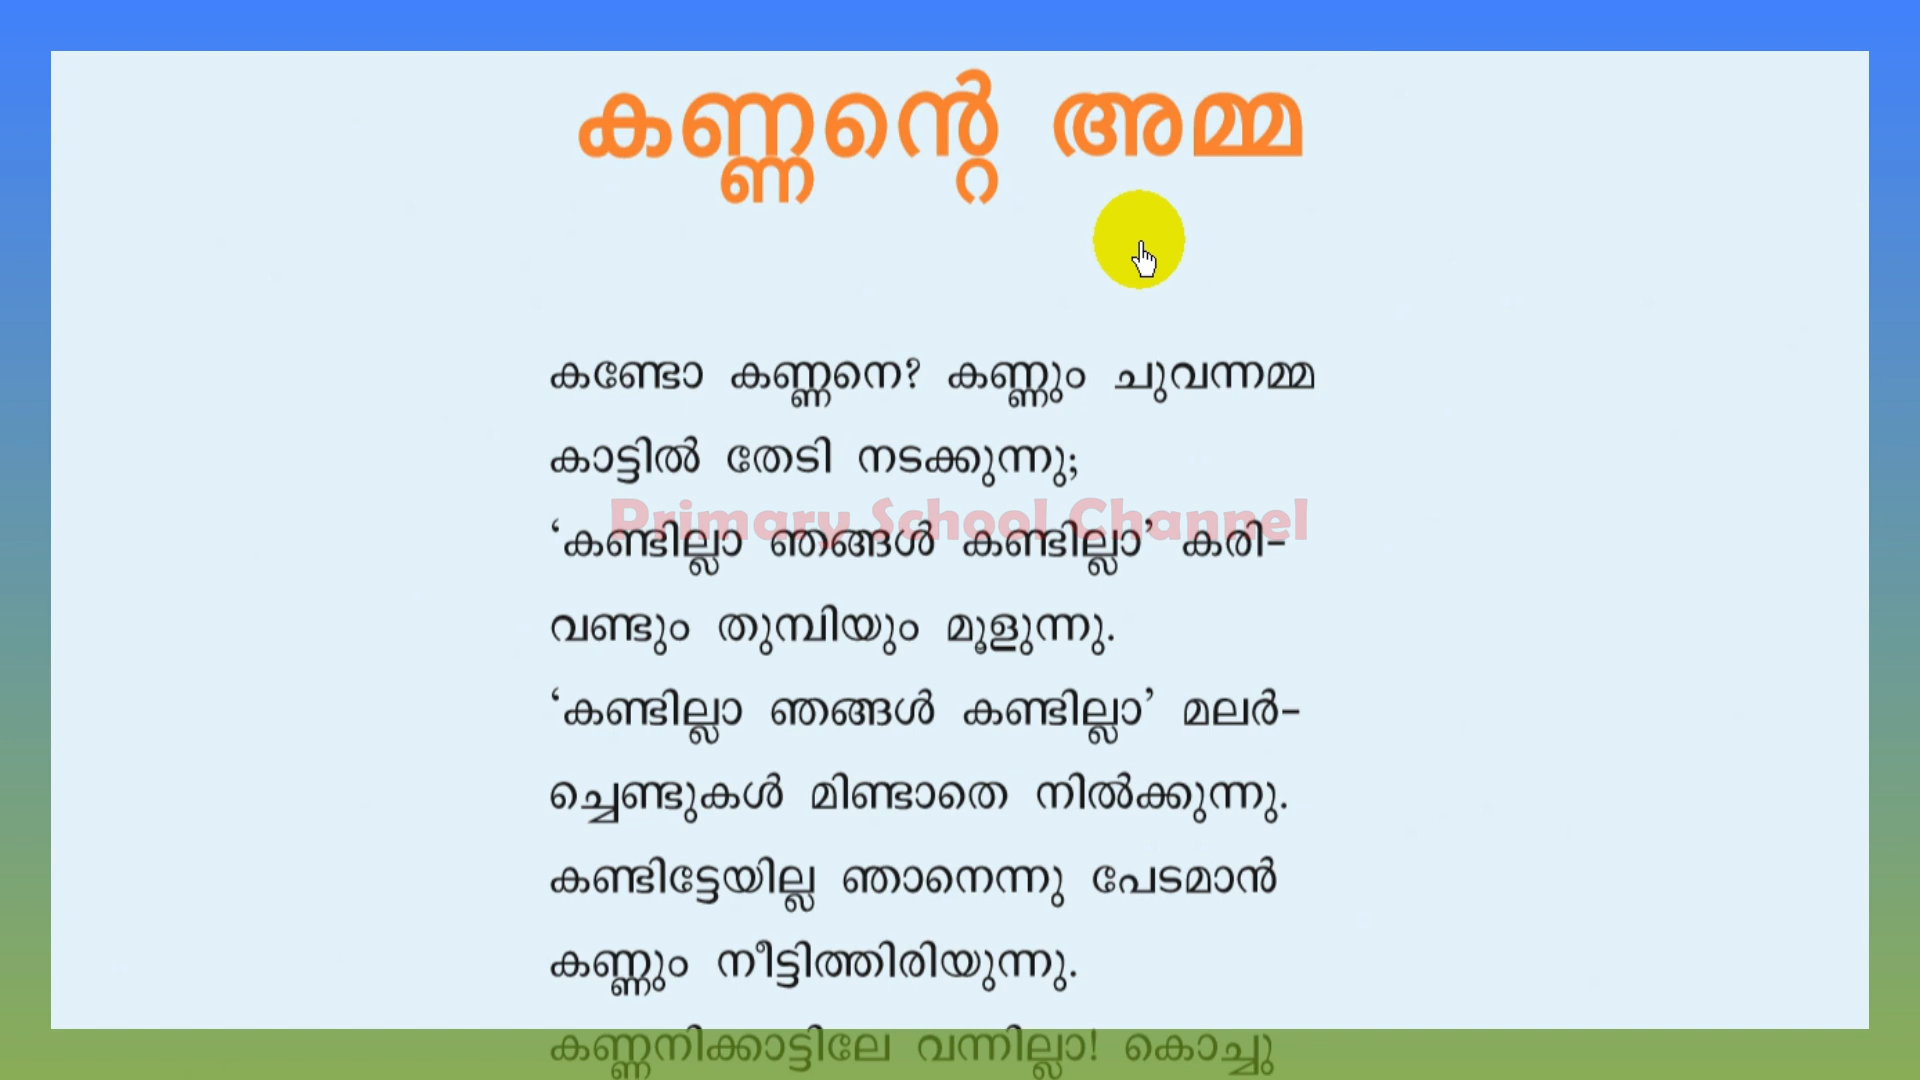 കണ്ണന്റെ അമ്മ
കണ്ടോ കണ്ണനെ? കണ്ണും ചുവന്നമ്മ
കാട്ടിൽ തേടി നടക്കുന്നു;
Primary School Channel
‘കണ്ടില്ലാ ഞങ്ങൾ കണ്ടില്ലാ’ കരി-
വണ്ടും തുമ്പിയും മൂളുന്നു.
‘കണ്ടില്ലാ ഞങ്ങൾ കണ്ടില്ലാ’ മലർ-
ച്ചെണ്ടുകൾ മിണ്ടാതെ നിൽക്കുന്നു.
കണ്ടിട്ടേയില്ല ഞാനെന്നു പേടമാൻ
കണ്ണും നീട്ടിത്തിരിയുന്നു.
കണ്ണനിക്കാട്ടിലേ വന്നില്ലാ! കൊച്ചു